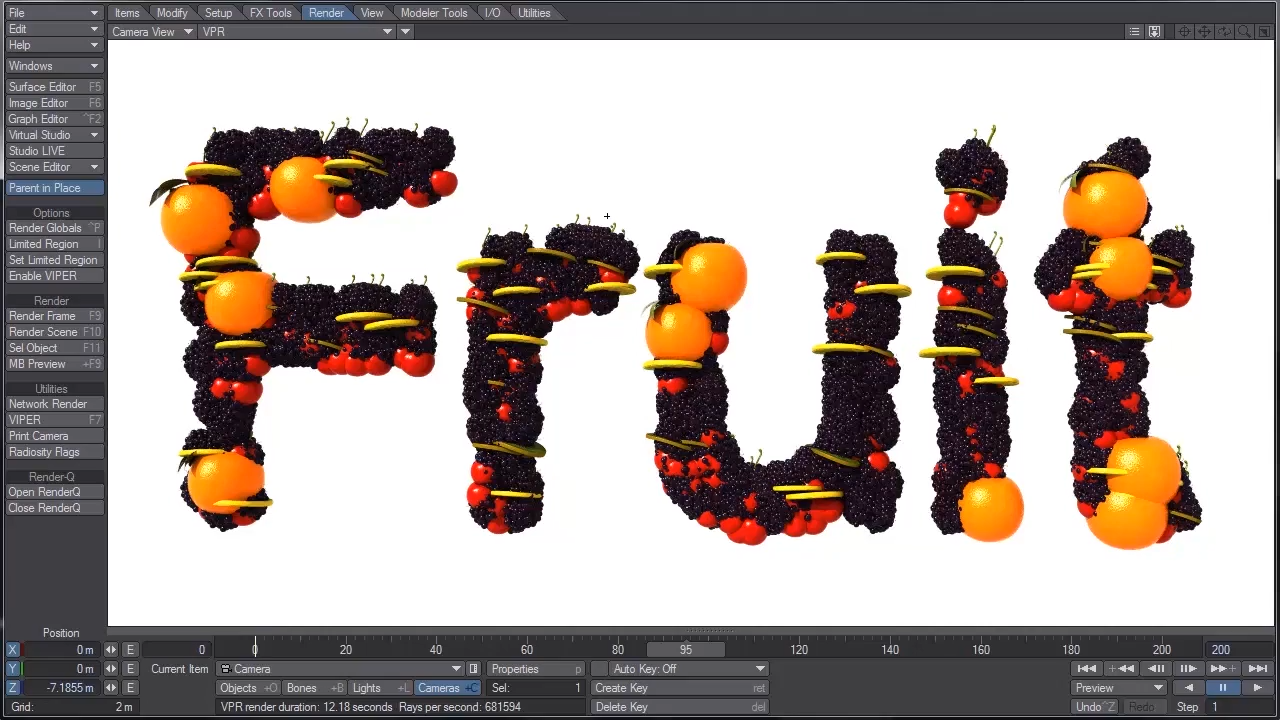 File Items Modify Setup FX Tools Render View Modeler Tools I/O Utilities
Edit Camera View VPR
Help
Windows
Surface Editor F5
Image Editor F6
Graph Editor ^F2
Virtual Studio
Studio LIVE
Scene Editor
Parent in Place
Options
Render Globals ^P
Limited Region l
Set Limited Region
Enable VIPER
Render
Render Frame F9
Render Scene F10
Sel Object F11
MB Preview +F9
Utilities
Network Render
VIPER F7
Print Camera
Radiosity Flags
Render-Q
Open RenderQ
Close RenderQ
Fruit
Position
X 0 m E 0 0 20 40 60 80 95 120 140 160 180 200 200
Y 0 m E Current Item Camera Properties p Auto Key: Off
Z -7.1855 m E Objects +O Bones +B Lights +L Cameras +C Sel: 1 Create Key ret Preview
Grid: 2 m VPR render duration: 12.18 seconds Rays per second: 681594 Delete Key del Undo ^Z Redo Step 1